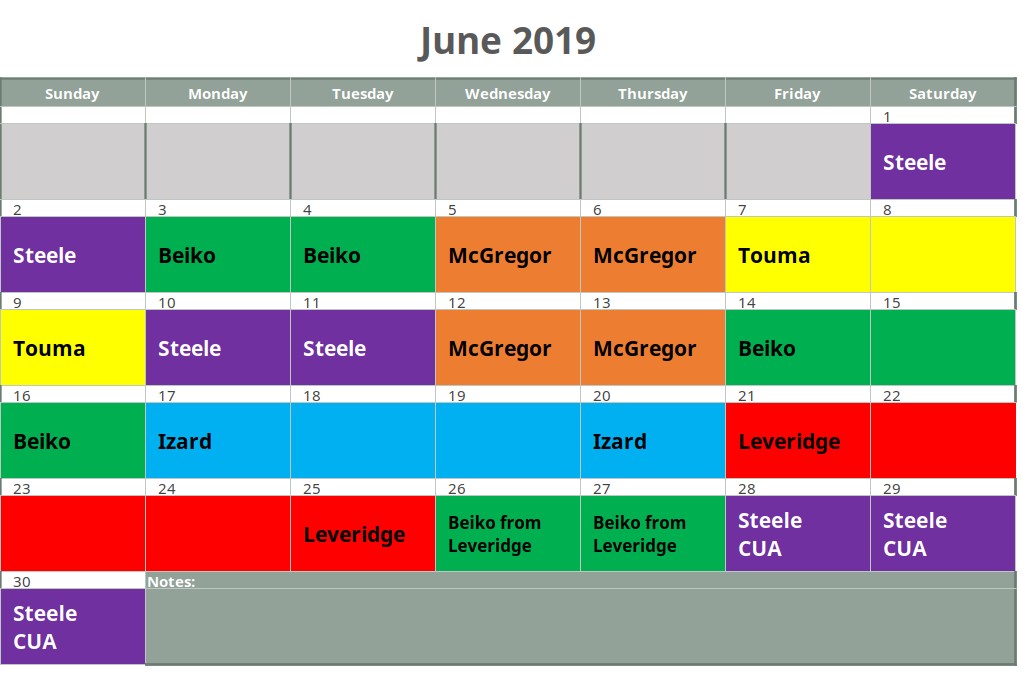 June 2019
Sunday Monday Tuesday Wednesday Thursday Friday Saturday
1
Steele
2 3 4 5 6 7 8
Steele Beiko Beiko McGregor McGregor Touma
9 10 11 12 13 14 15
Touma Steele Steele McGregor McGregor Beiko
16 17 18 19 20 21 22
Beiko Izard Izard Leveridge
23 24 25 26 27 28 29
Leveridge Beiko from Leveridge Beiko from Leveridge Steele CUA Steele CUA
30 Notes:
Steele
CUA